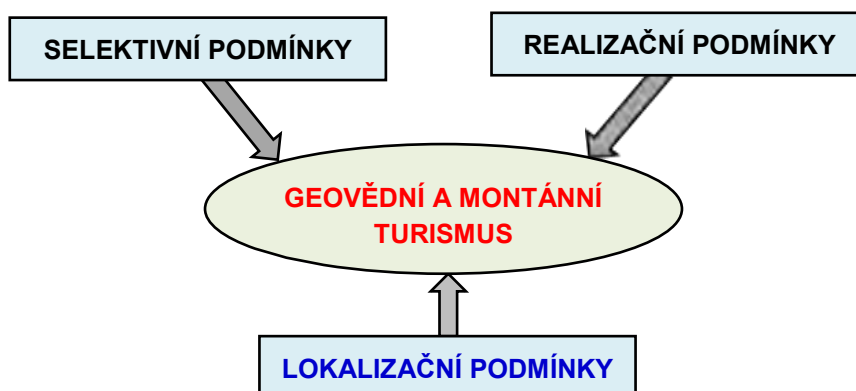 SELEKTIVNÍ PODMÍNKY
REALIZAČNÍ PODMÍNKY
GEOVĚDNÍ A MONTÁNNÍ
TURISMUS
LOKALIZAČNÍ PODMÍNKY